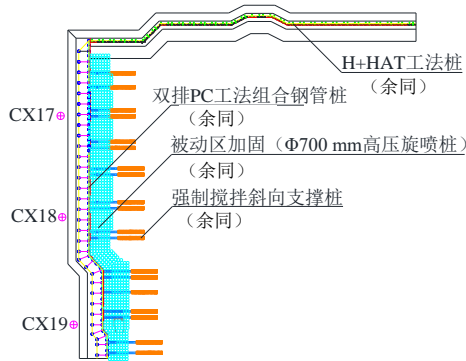 H+HAT工法桩
（余同）
双排PC工法组合钢管桩
（余同）
CX17
被动区加固（Φ700 mm高压旋喷桩）
（余同）
强制搅拌斜向支撑桩
（余同）
CX18
CX19